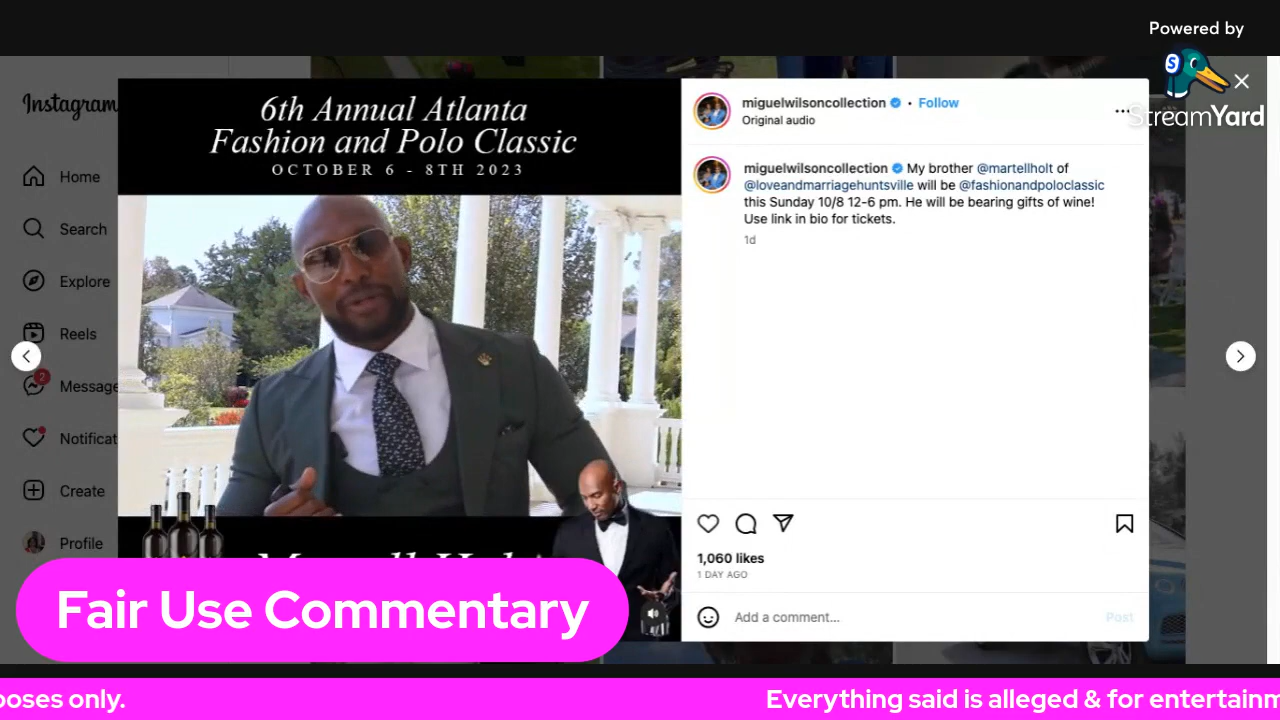 Powered by
StreamYard
Instagram
Home
Search
Explore
Reels
2
Message
Notificat
Create
Profile
6th Annual Atlanta
Fashion and Polo Classic
OCTOBER 6 - 8TH 2023
miguelwilsoncollection • Follow
Original audio
miguelwilsoncollection My brother @martellholt of
@loveandmarriagehuntsville will be @fashionandpoloclassic
this Sunday 10/8 12-6 pm. He will be bearing gifts of wine!
Use link in bio for tickets.
1d
1,060 likes
1 DAY AGO
Add a comment...
Post
Fair Use Commentary
poses only.
Everything said is alleged & for entertainm